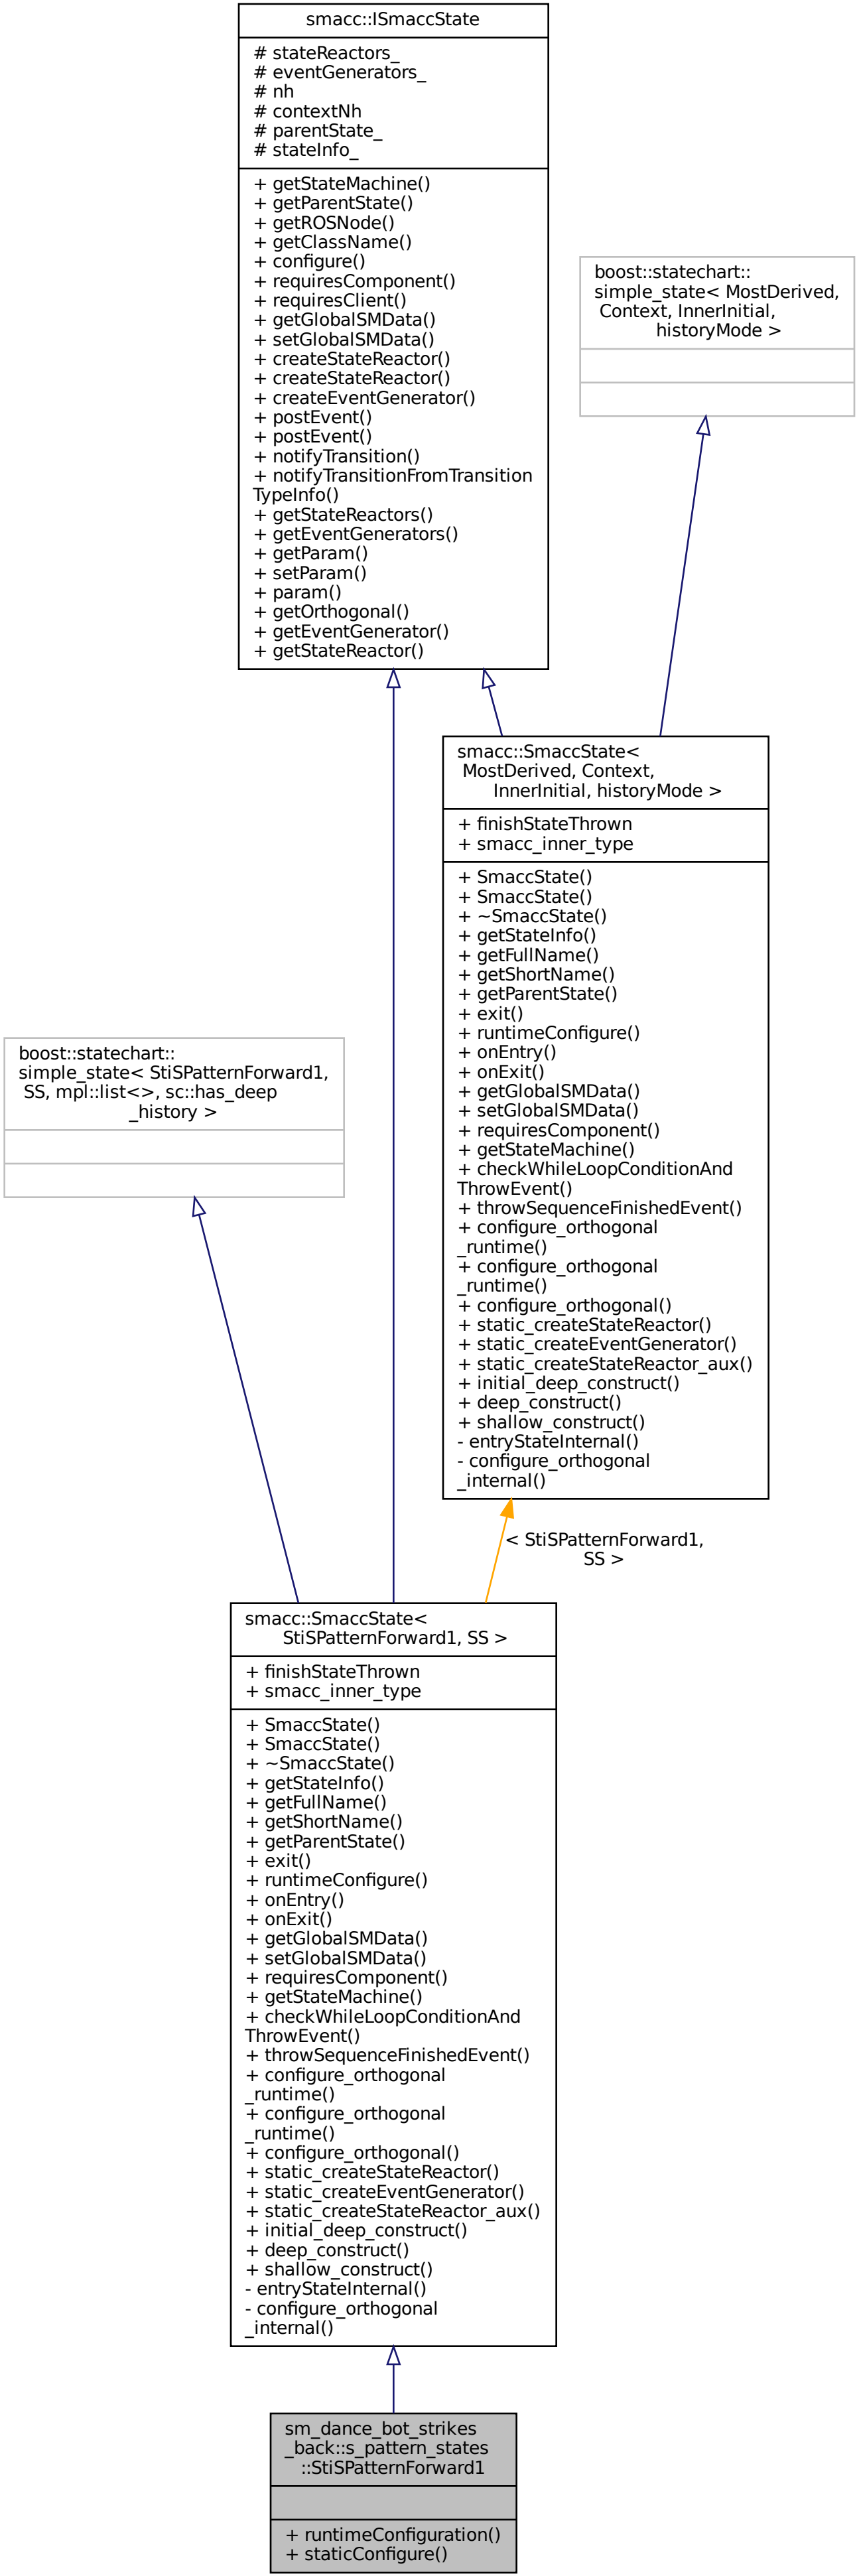 smacc::ISmaccState
# stateReactors_
# eventGenerators_
# nh
# contextNh
# parentState_
# stateInfo_
+ getStateMachine()
+ getParentState()
+ getROSNode()
+ getClassName()
+ configure()
+ requiresComponent()
+ requiresClient()
+ getGlobalSMData()
+ setGlobalSMData()
+ createStateReactor()
+ createStateReactor()
+ createEventGenerator()
+ postEvent()
+ postEvent()
+ notifyTransition()
+ notifyTransitionFromTransition
TypeInfo()
+ getStateReactors()
+ getEventGenerators()
+ getParam()
+ setParam()
+ param()
+ getOrthogonal()
+ getEventGenerator()
+ getStateReactor()
boost::statechart::
simple_state< MostDerived,
Context, InnerInitial,
historyMode >
smacc::SmaccState<
MostDerived, Context,
InnerInitial, historyMode >
+ finishStateThrown
+ smacc_inner_type
+ SmaccState()
+ SmaccState()
+ ~SmaccState()
+ getStateInfo()
+ getFullName()
+ getShortName()
+ getParentState()
+ exit()
+ runtimeConfigure()
+ onEntry()
+ onExit()
+ getGlobalSMData()
+ setGlobalSMData()
+ requiresComponent()
+ getStateMachine()
+ checkWhileLoopConditionAnd
ThrowEvent()
+ throwSequenceFinishedEvent()
+ configure_orthogonal
_runtime()
+ configure_orthogonal
_runtime()
+ configure_orthogonal()
+ static_createStateReactor()
+ static_createEventGenerator()
+ static_createStateReactor_aux()
+ initial_deep_construct()
+ deep_construct()
+ shallow_construct()
- entryStateInternal()
- configure_orthogonal
_internal()
boost::statechart::
simple_state< StiSPatternForward1,
SS, mpl::list<>, sc::has_deep
_history >
< StiSPatternForward1,
SS >
smacc::SmaccState<
StiSPatternForward1, SS >
+ finishStateThrown
+ smacc_inner_type
+ SmaccState()
+ SmaccState()
+ ~SmaccState()
+ getStateInfo()
+ getFullName()
+ getShortName()
+ getParentState()
+ exit()
+ runtimeConfigure()
+ onEntry()
+ onExit()
+ getGlobalSMData()
+ setGlobalSMData()
+ requiresComponent()
+ getStateMachine()
+ checkWhileLoopConditionAnd
ThrowEvent()
+ throwSequenceFinishedEvent()
+ configure_orthogonal
_runtime()
+ configure_orthogonal
_runtime()
+ configure_orthogonal()
+ static_createStateReactor()
+ static_createEventGenerator()
+ static_createStateReactor_aux()
+ initial_deep_construct()
+ deep_construct()
+ shallow_construct()
- entryStateInternal()
- configure_orthogonal
_internal()
sm_dance_bot_strikes
_back::s_pattern_states
::StiSPatternForward1
+ runtimeConfiguration()
+ staticConfigure()